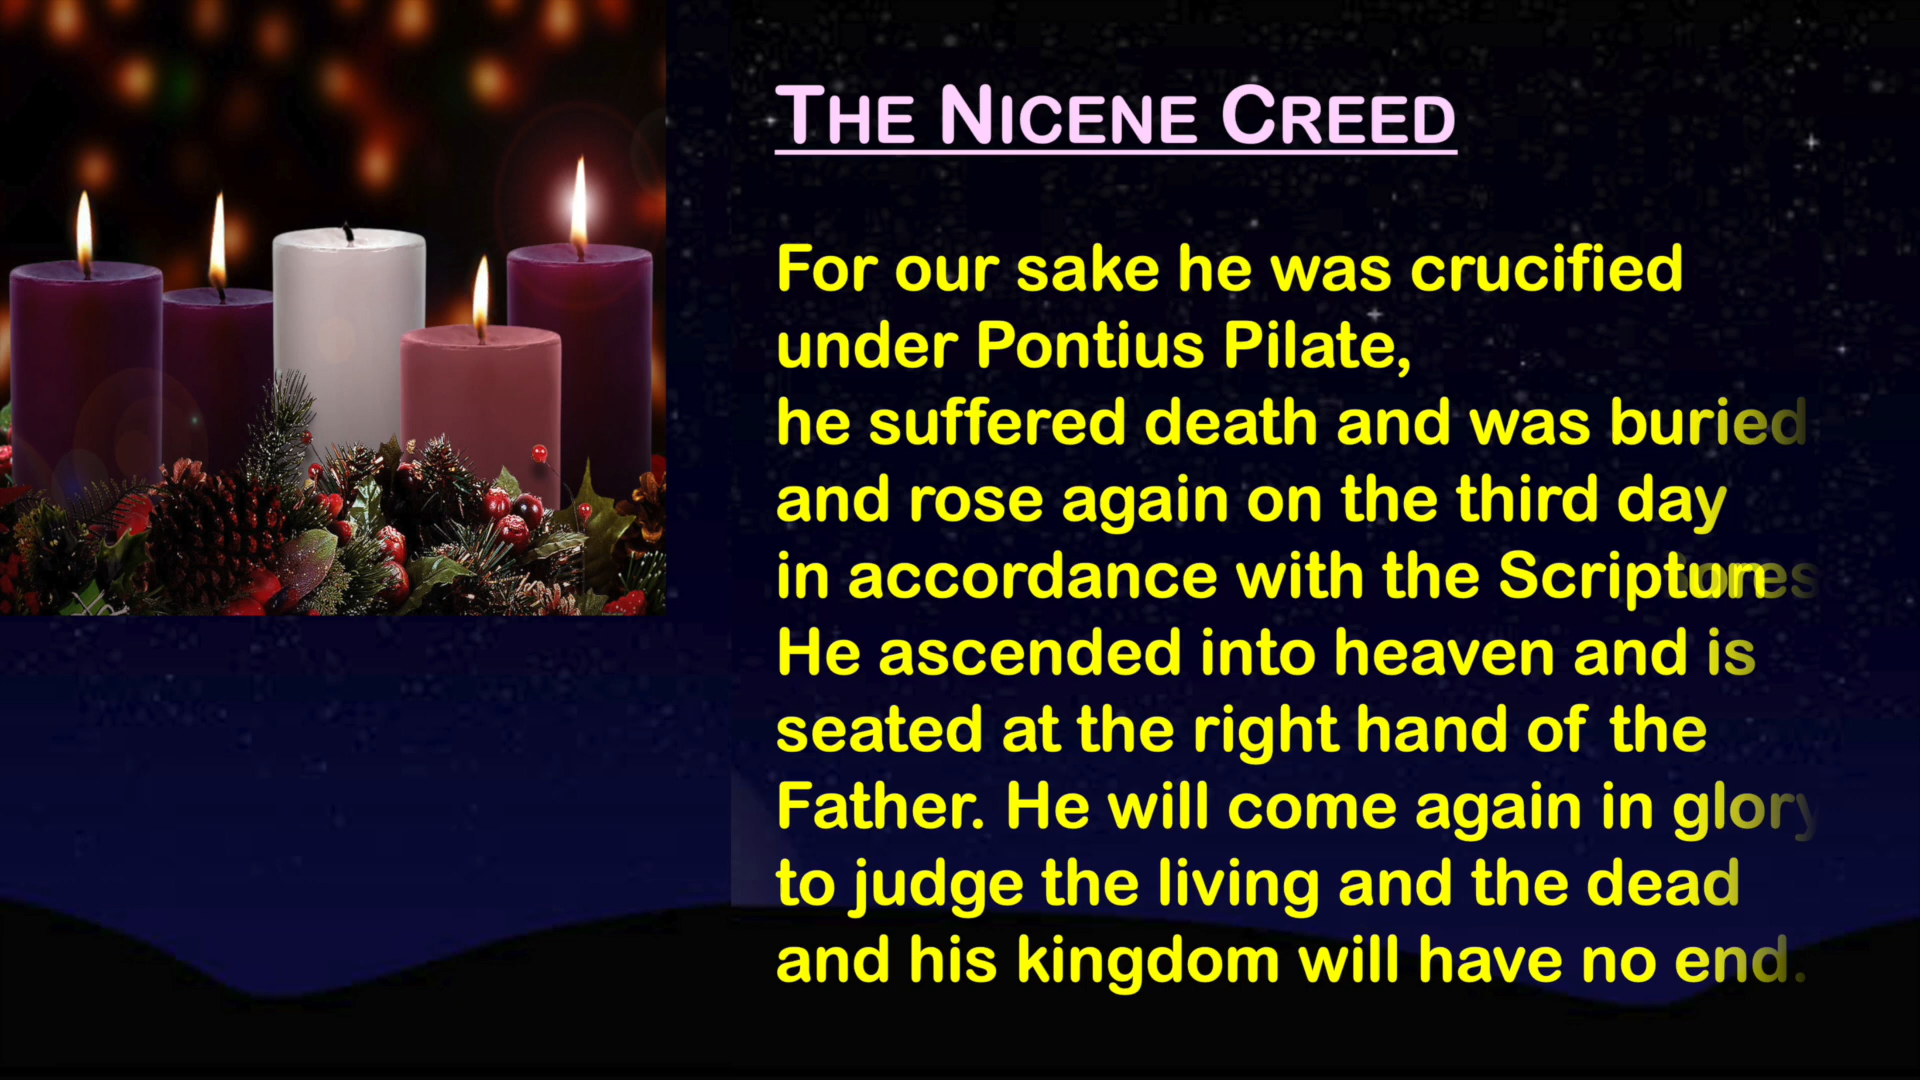 THE NICENE CREED
For our sake he was crucified
under Pontius Pilate,
he suffered death and was buried
and rose again on the third day
in accordance with the Scriptures
He ascended into heaven and is
seated at the right hand of the
Father. He will come again in glory
to judge the living and the dead
and his kingdom will have no end.